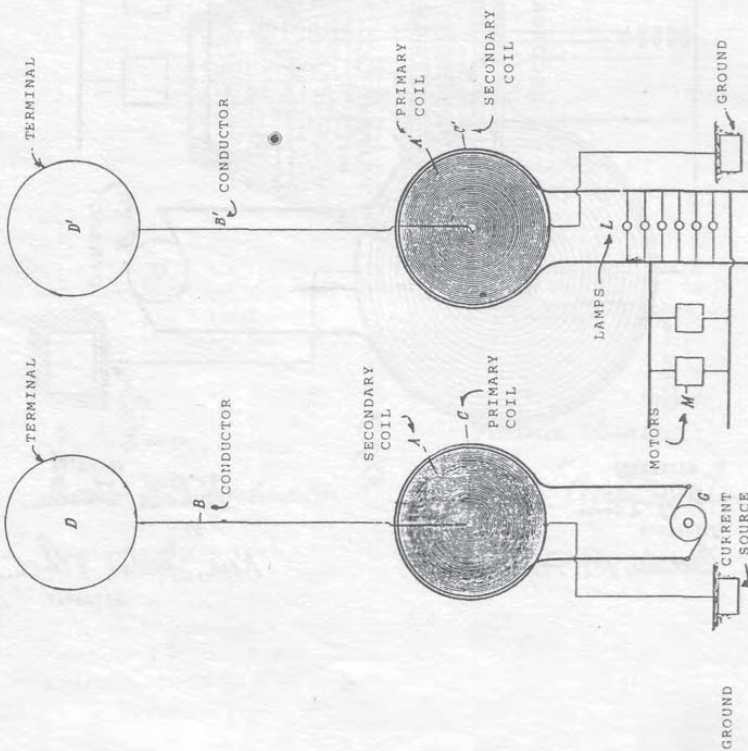 TERMINAL
D'
B'
CONDUCTOR
A'
PRIMARY
COIL
C'
SECONDARY
COIL
GROUND
LAMPS
L
TERMINAL
D
B
CONDUCTOR
SECONDARY
COIL
A
C
PRIMARY
COIL
MOTORS
M
G
CURRENT
SOURCE
GROUND